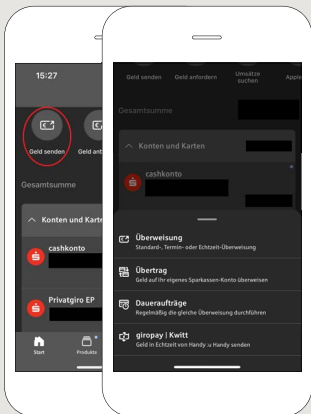 15:27
Geld senden
Geld ant
Gesamtsumme
Konten und Karte
cashkonto
Privatgiro EP
Start
Produkte
Geld senden
Geld anfordern
Umsätze
suchen
Apple
Gesamtsumme
Konten und Karten
cashkonto
Überweisung
Standard-, Termin- oder Echtzeit-Überweisung
Übertrag
Geld auf Ihr eigenes Sparkassen-Konto überweisen
Daueraufträge
Regelmäßig die gleiche Überweisung durchführen
giropay | Kwitt
Geld in Echtzeit von Handy zu Handy senden